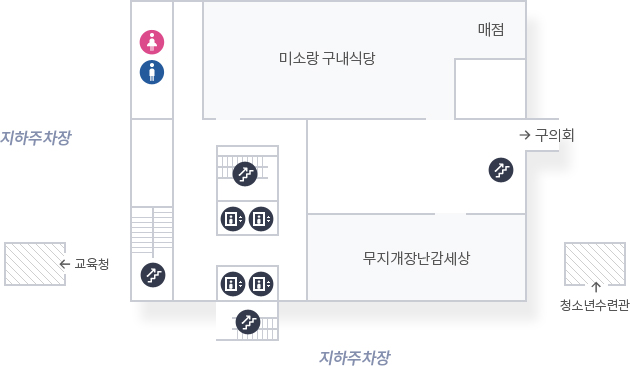 매점
미소랑 구내식당
지하주차장
→ 구의회
무지개장난감세상
← 교육청
↑
청소년수련관
지하주차장